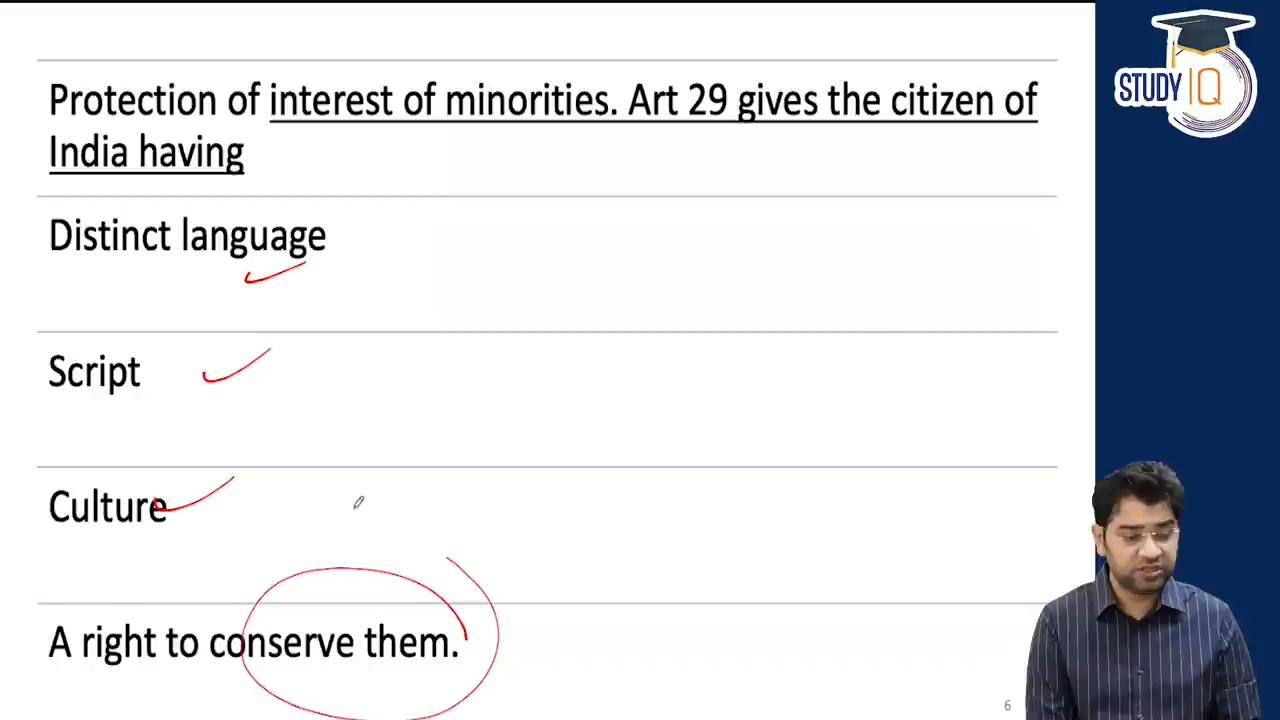 Protection of interest of minorities. Art 29 gives the citizen of
India having
Distinct language
Script
Culture
A right to conserve them.
STUDY IQ
6